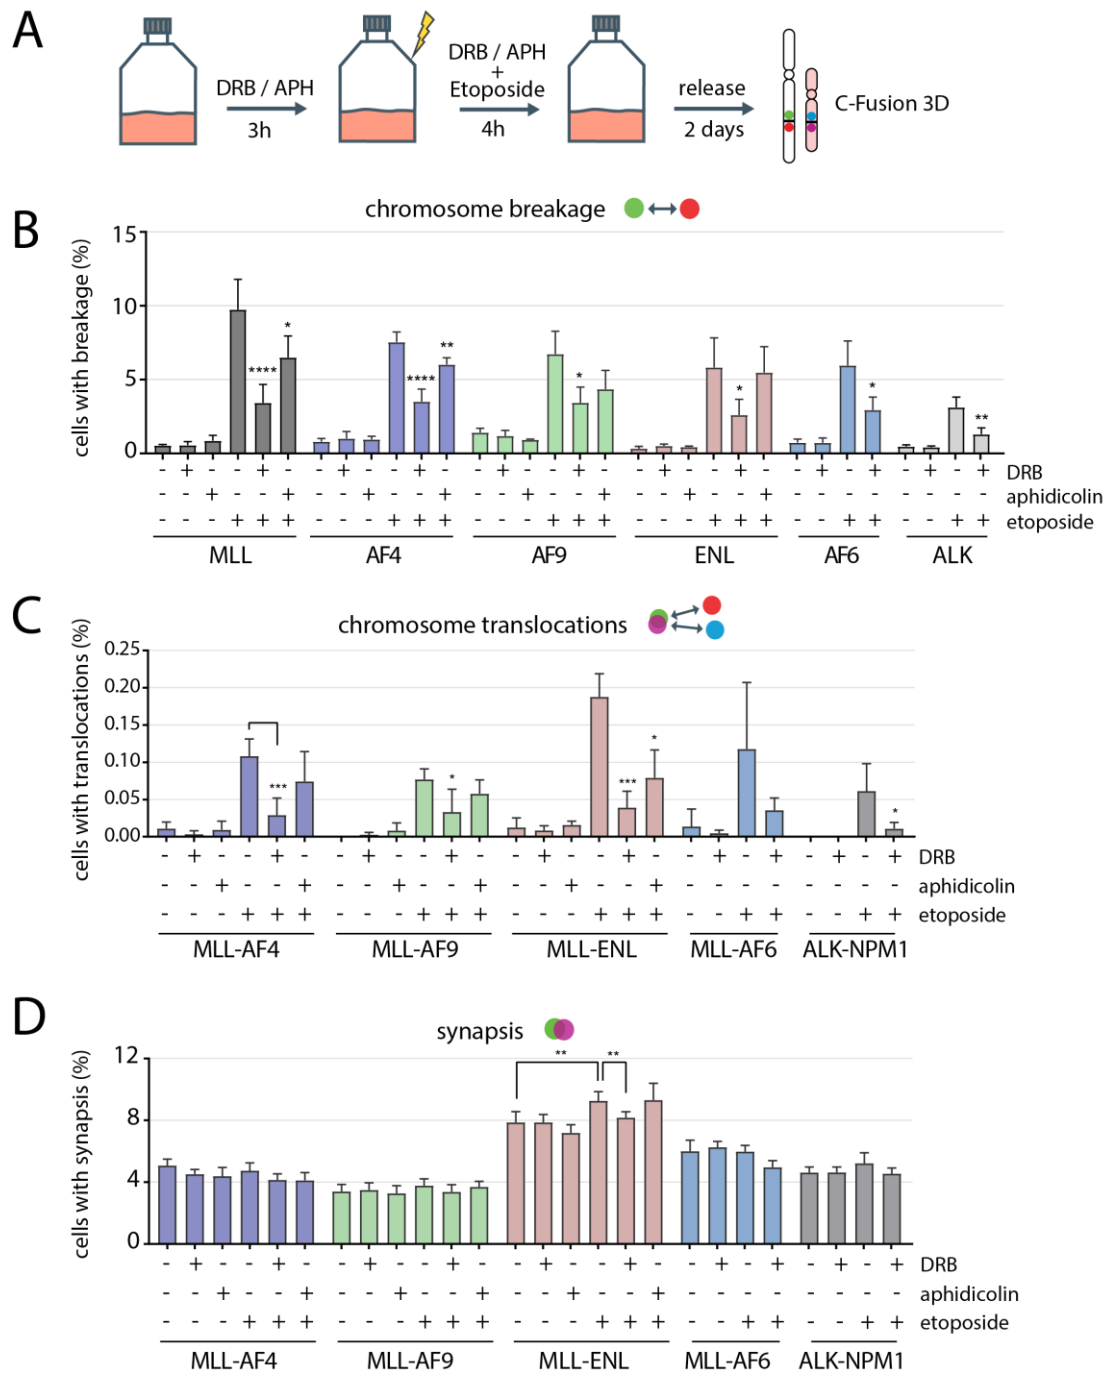 A
DRB / APH
3h
DRB / APH
+
Etoposide
4h
release
2 days
C-Fusion 3D
B
chromosome breakage
cells with breakage (%)
15
10
5
0
**** * **** ** * * * **
- + - - + - - + - - + - - + - - + - - + - - + - - + - + - + - + DRB
- - + - - + - - + - - + - - + - - + - - + - - + aphidicolin
- - - + + + - - - + + + - - - + + + - - - + + + - - + + - - + + etoposide
MLL AF4 AF9 ENL AF6 ALK
C
chromosome translocations
cells with translocations (%)
0.25
0.20
0.15
0.10
0.05
0.00
*** * *** * *
- + - - + - - + - - + - - + - - + - - + - + - + - + DRB
- - + - - + - - + - - + - - + - - + - - - - - - - - aphidicolin
- - - + + + - - - + + + - - - + + + - - + + - - + + etoposide
MLL-AF4 MLL-AF9 MLL-ENL MLL-AF6 ALK-NPM1
D
synapsis
cells with synapsis (%)
12
8
4
0
** **
- + - - + - - + - - + - - + - - + - - + - + - + - + DRB
- - + - - + - - + - - + - - + - - + - - - - - - - - aphidicolin
- - - + + + - - - + + + - - - + + + - - + + - - + + etoposide
MLL-AF4 MLL-AF9 MLL-ENL MLL-AF6 ALK-NPM1